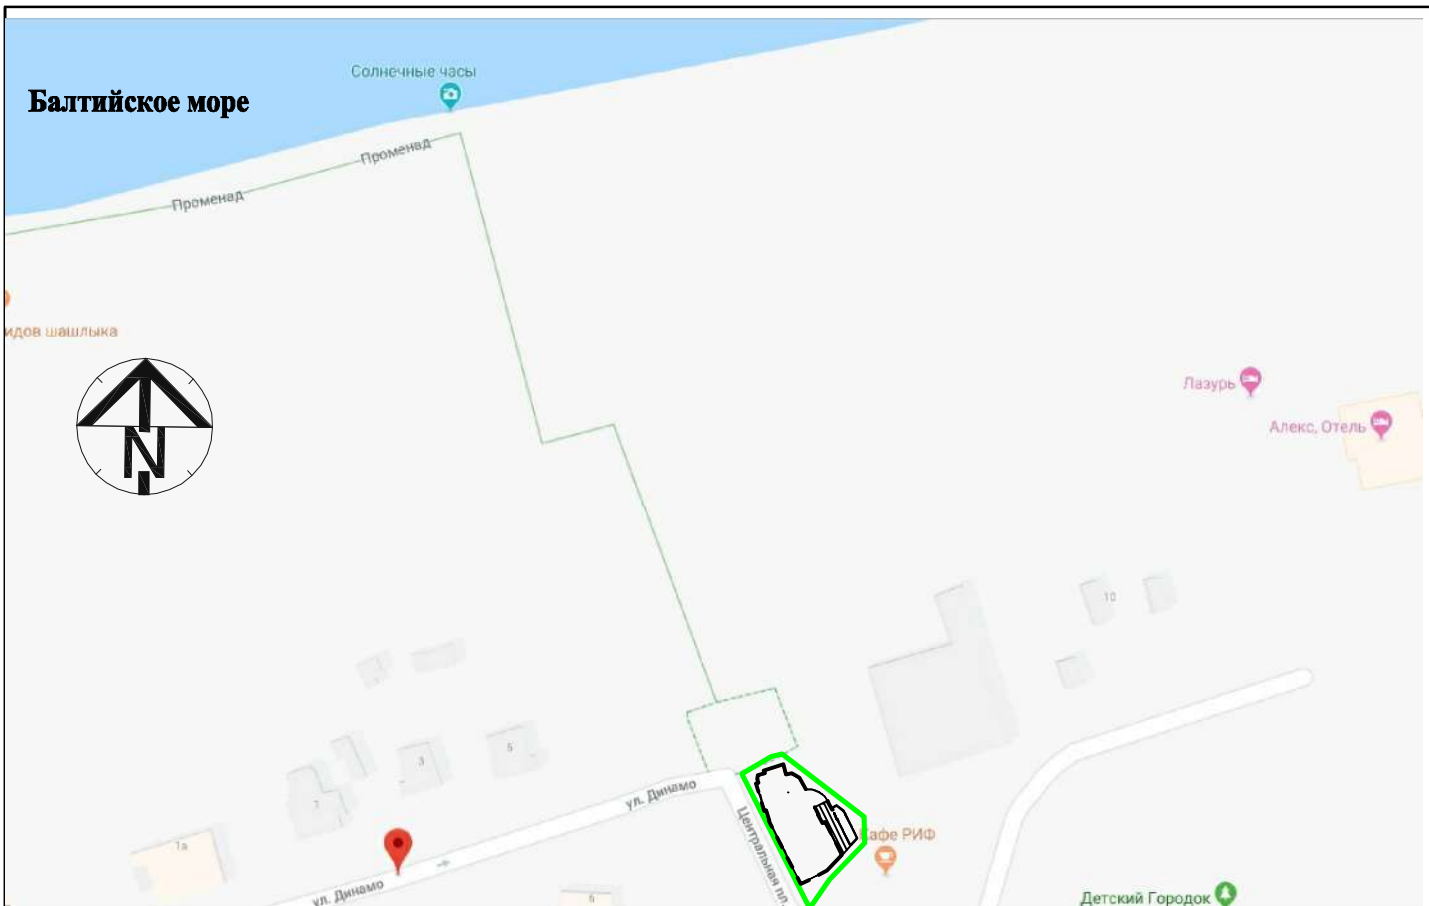 Солнечные часы
Балтийское море
Променад
Променад
идов шашлыка
N
Лазурь
Алекс, Отель
10
5
3
7
ул. Динамо
Центральная пл.
1а
афе РИФ
ул. Динамо
6
Детский Городок